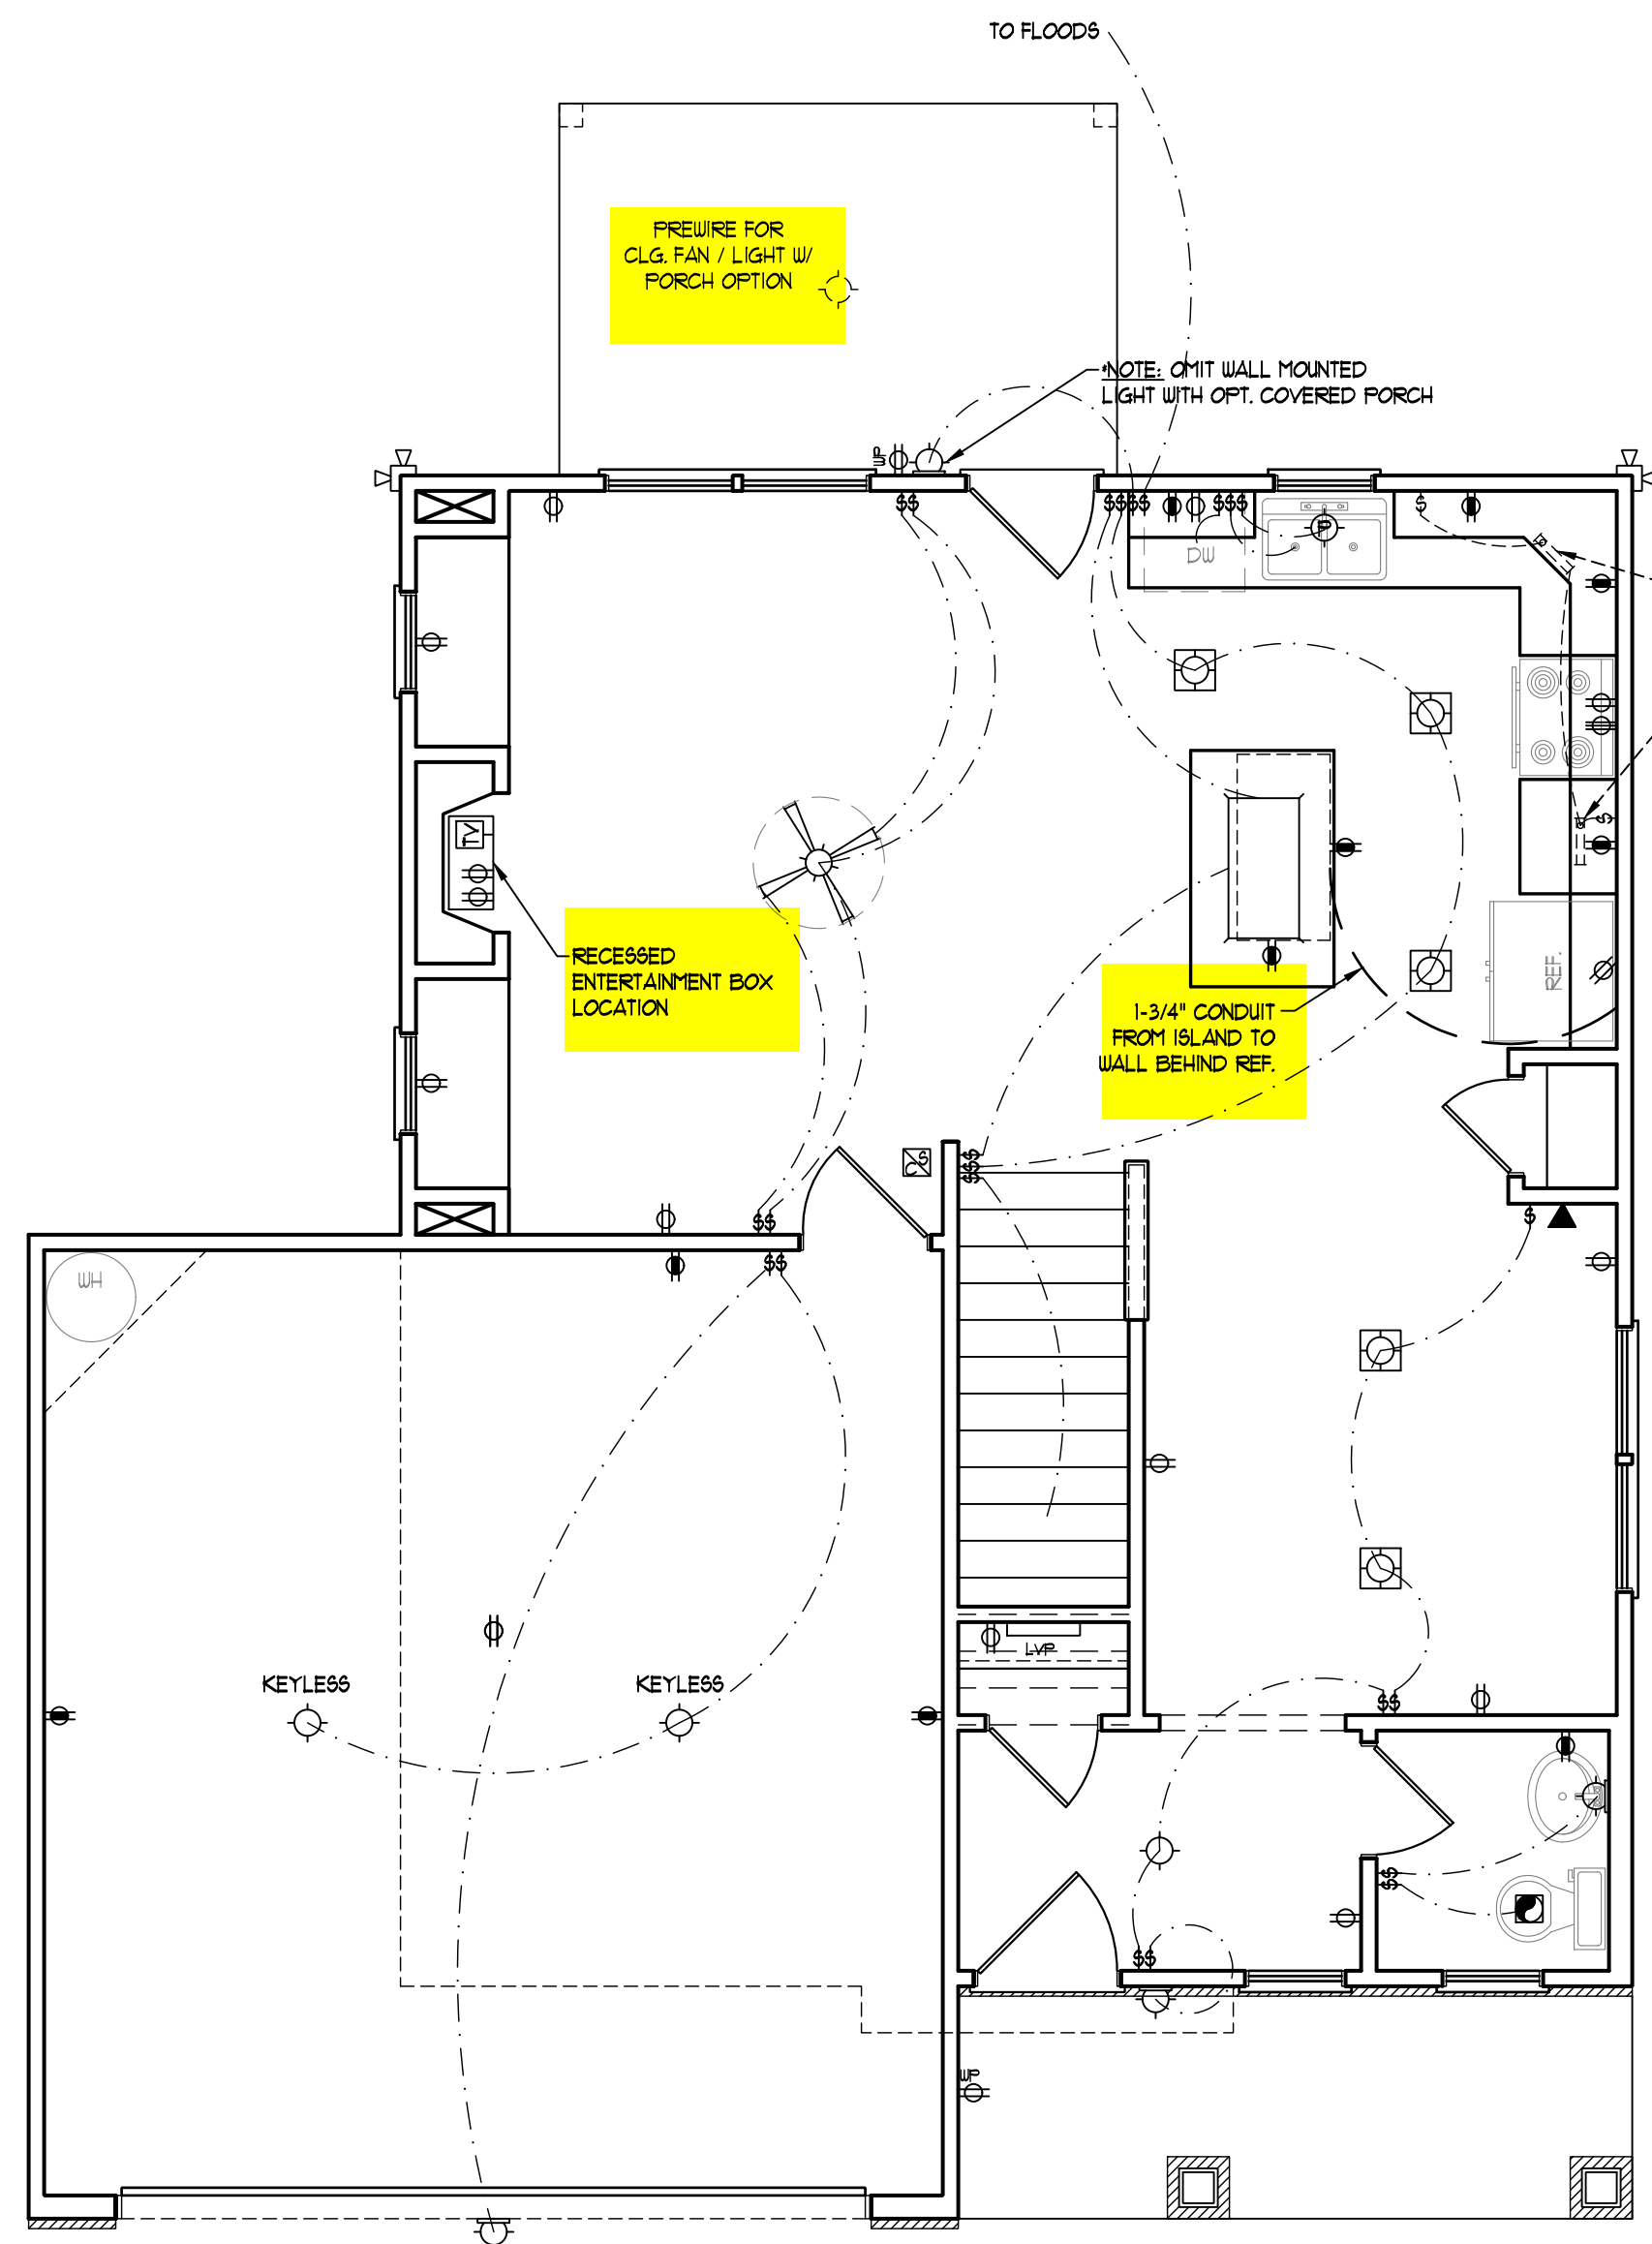 TO FLOODS
PREWIRE FOR
CLG. FAN / LIGHT W/
PORCH OPTION
*NOTE: OMIT WALL MOUNTED
LIGHT WITH OPT. COVERED PORCH
WP
$$
$$$$
$$$
$
DW
TV
$
RECESSED
ENTERTAINMENT BOX
LOCATION
REF.
1-3/4" CONDUIT
FROM ISLAND TO
WALL BEHIND REF.
S
C
$$
$$
$$
$$
$
$$
WH
LVP
KEYLESS
KEYLESS
$$
$$
$$
$$
WP